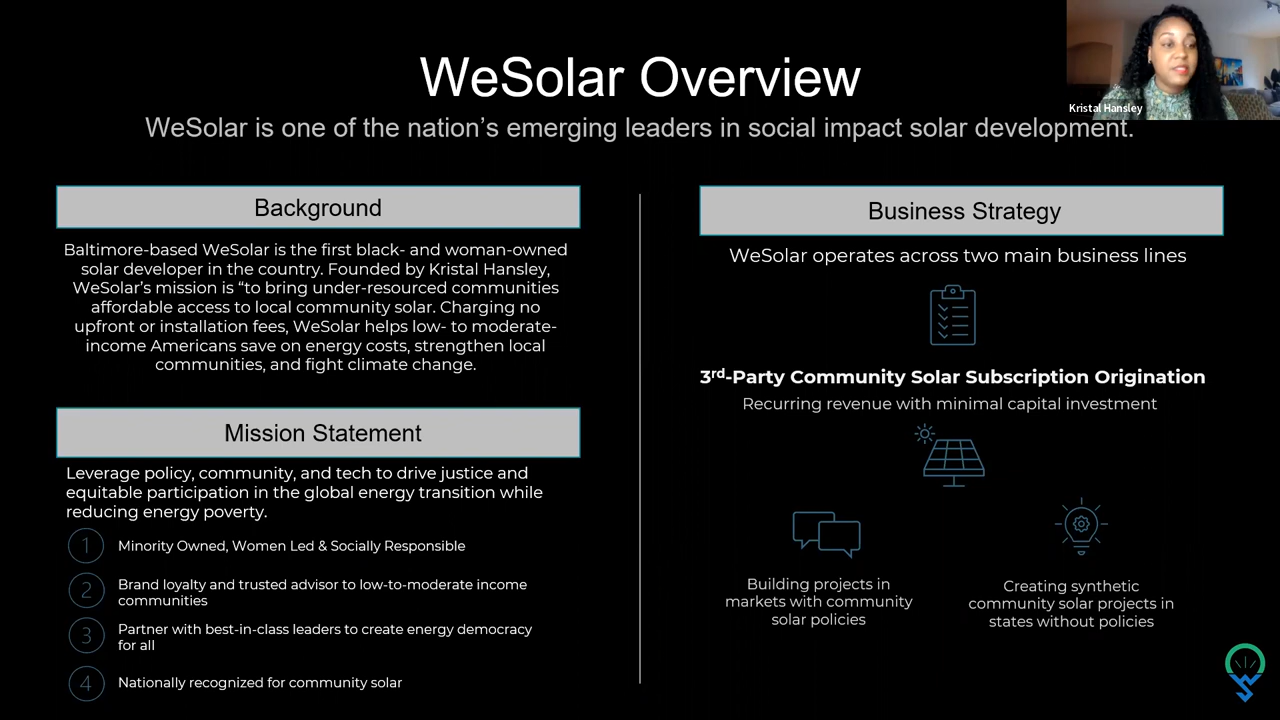 WeSolar Overview
Kristal Hansley
WeSolar is one of the nation’s emerging leaders in social impact solar development.
Background
Baltimore-based WeSolar is the first black- and woman-owned
solar developer in the country. Founded by Kristal Hansley,
WeSolar’s mission is “to bring under-resourced communities
affordable access to local community solar. Charging no
upfront or installation fees, WeSolar helps low- to moderate-
income Americans save on energy costs, strengthen local
communities, and fight climate change.
Mission Statement
Leverage policy, community, and tech to drive justice and
equitable participation in the global energy transition while
reducing energy poverty.
1 Minority Owned, Women Led & Socially Responsible
2 Brand loyalty and trusted advisor to low-to-moderate income
communities
3 Partner with best-in-class leaders to create energy democracy
for all
4 Nationally recognized for community solar
Business Strategy
WeSolar operates across two main business lines
3rd-Party Community Solar Subscription Origination
Recurring revenue with minimal capital investment
Building projects in
markets with community
solar policies
Creating synthetic
community solar projects in
states without policies